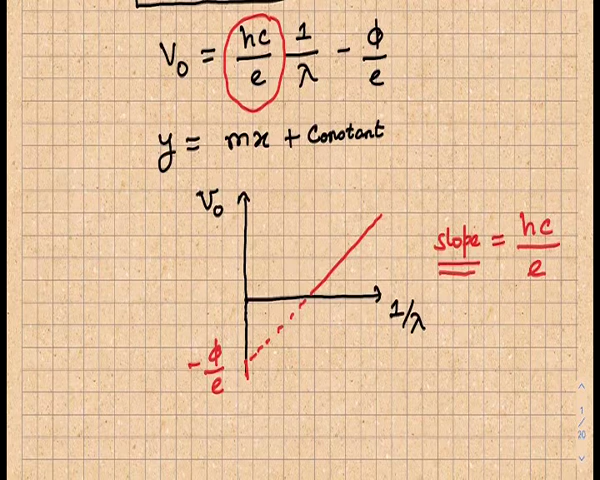 V₀ = hc/e 1/λ - ϕ/e
y = mx + Constant
V₀
slope = hc/e
1/λ
-ϕ/e
1
/
20